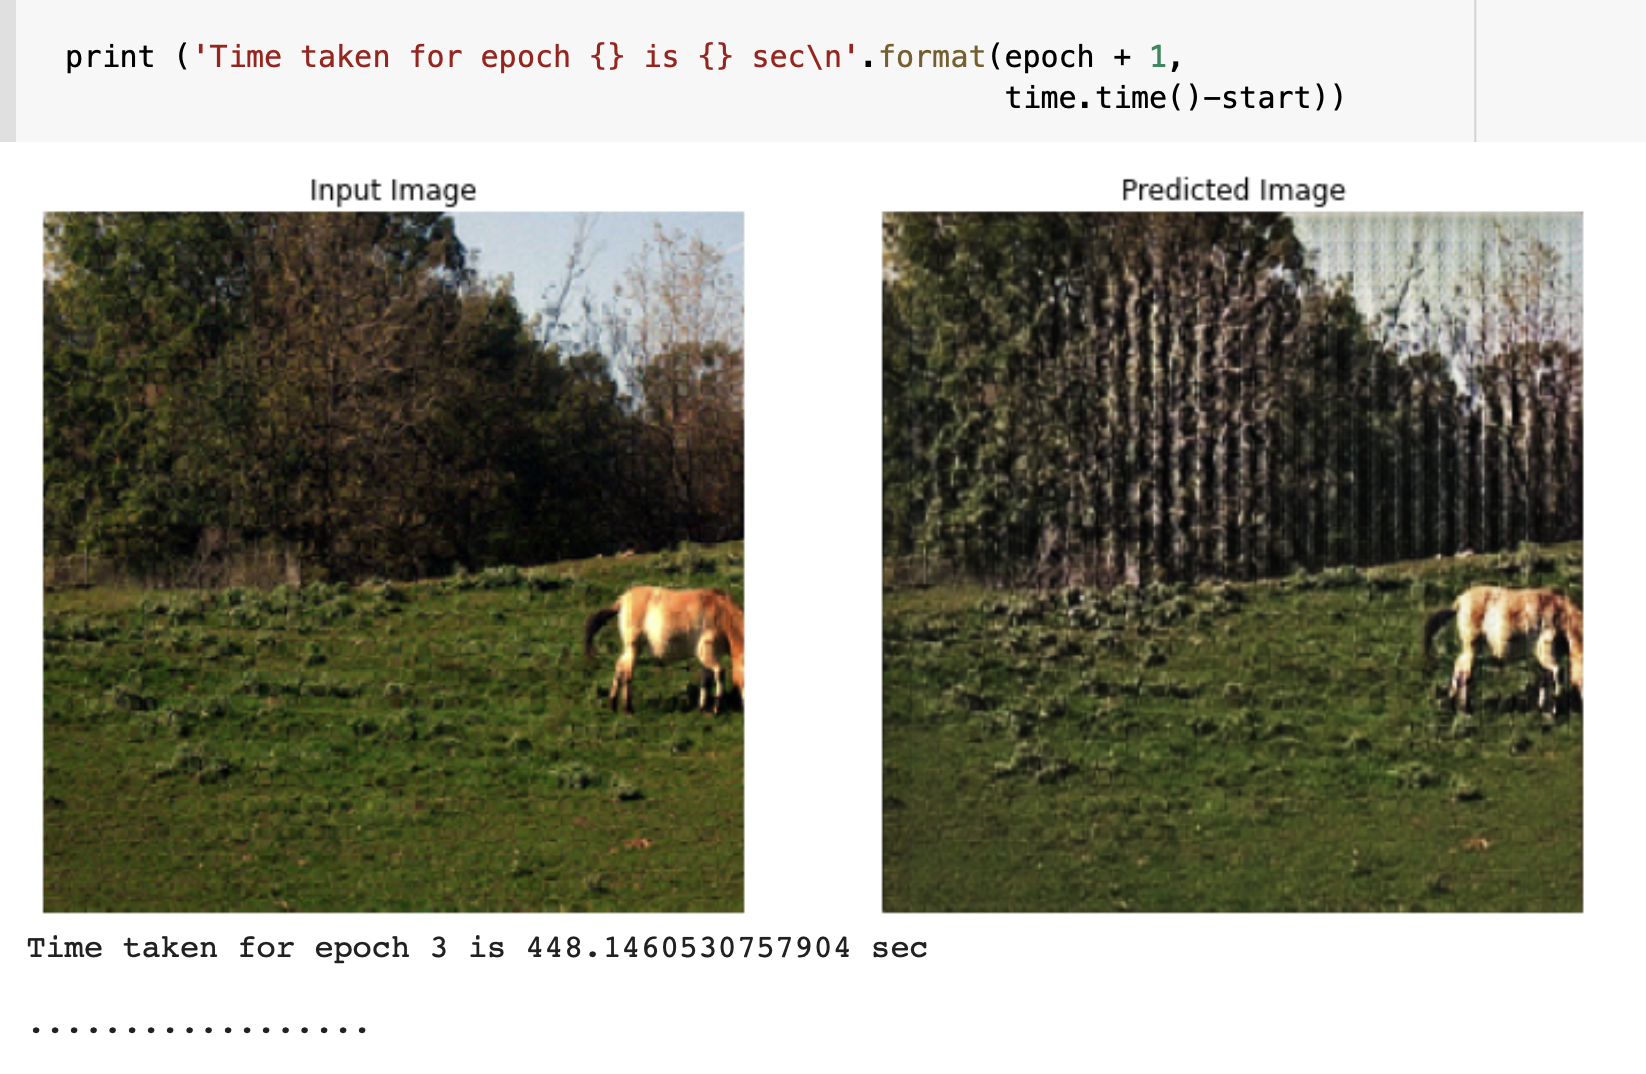 print ('Time taken for epoch {} is {} sec\n'.format(epoch + 1,
time.time()-start))
Input Image
Predicted Image
Time taken for epoch 3 is 448.1460530757904 sec
..................